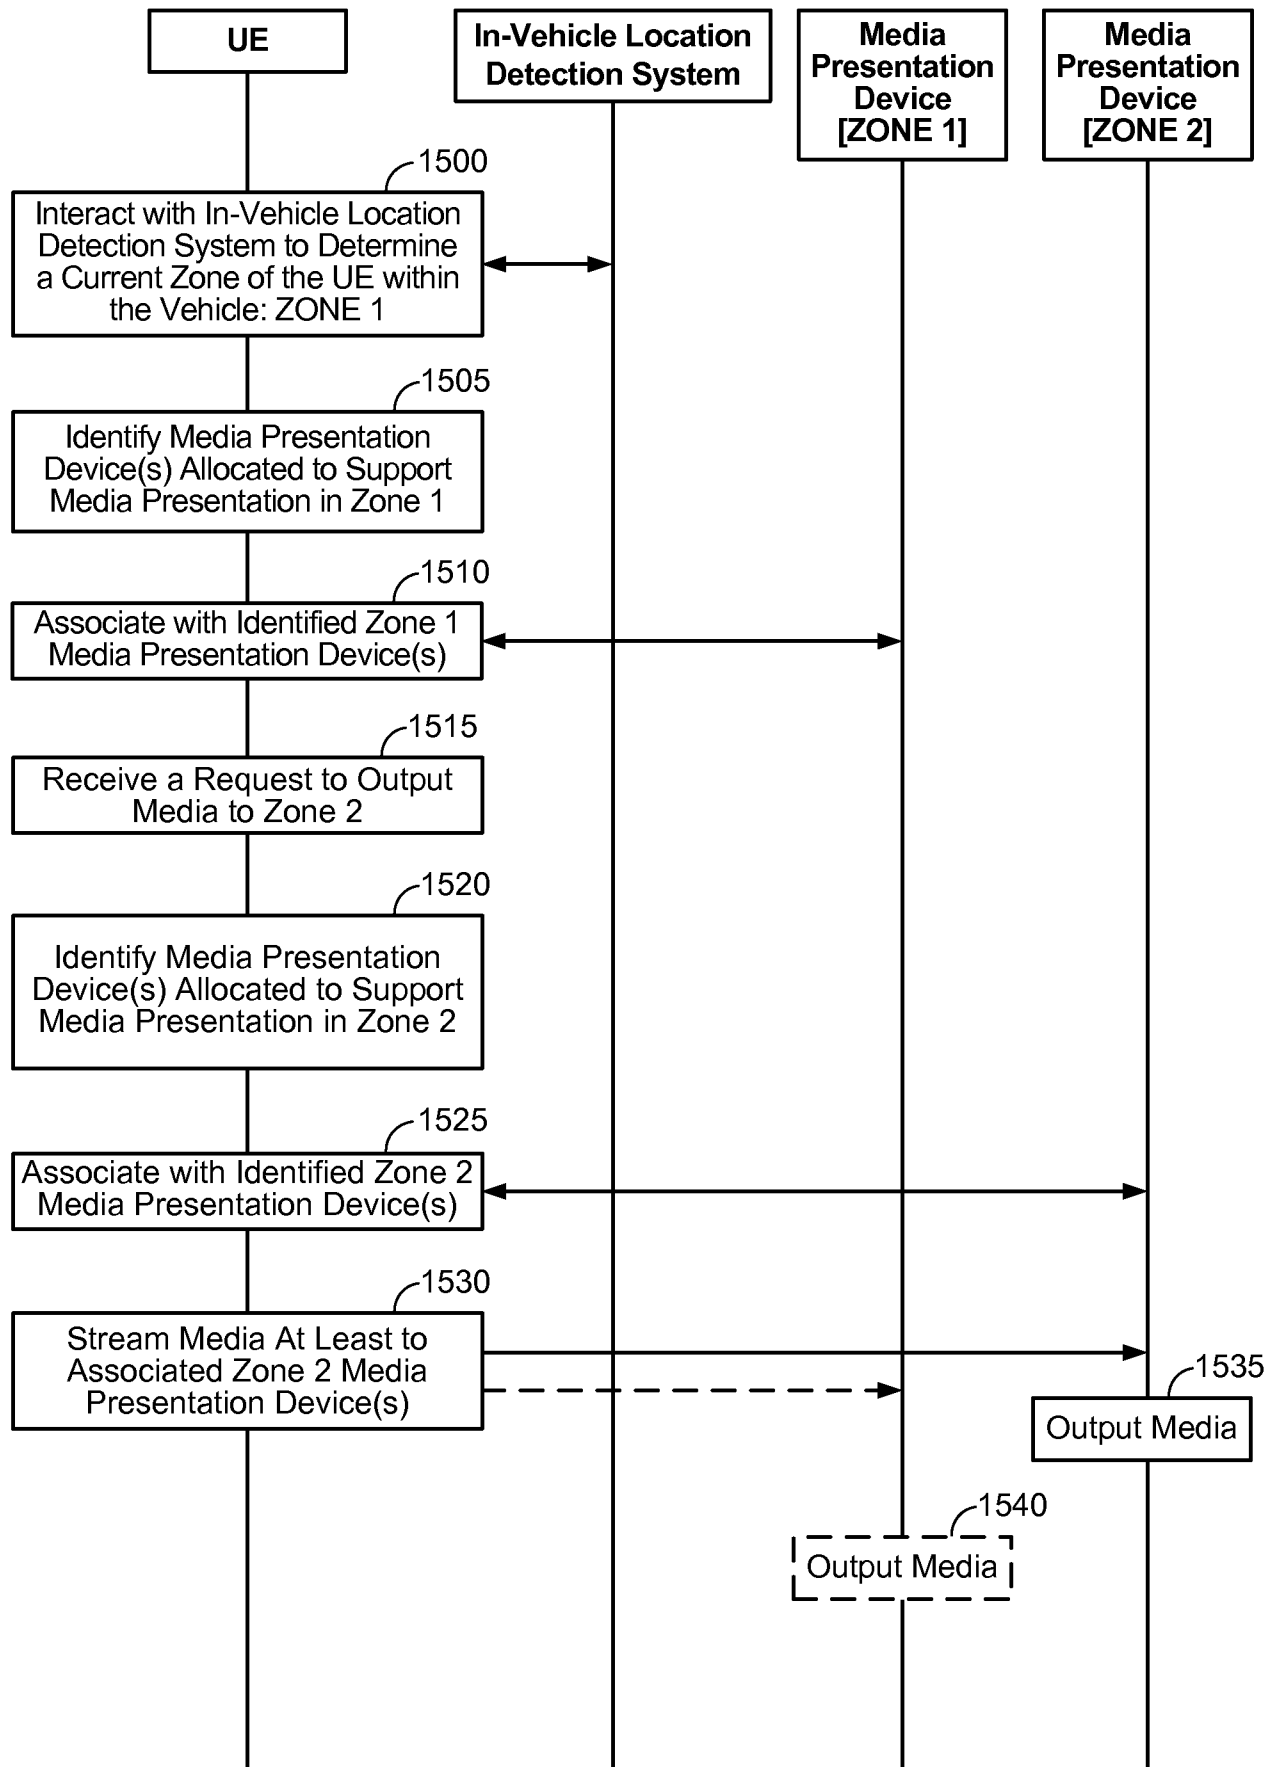 UE
In-Vehicle Location
Detection System
Media
Presentation
Device
[ZONE 1]
Media
Presentation
Device
[ZONE 2]
1500
Interact with In-Vehicle Location
Detection System to Determine
a Current Zone of the UE within
the Vehicle: ZONE 1
1505
Identify Media Presentation
Device(s) Allocated to Support
Media Presentation in Zone 1
1510
Associate with Identified Zone 1
Media Presentation Device(s)
1515
Receive a Request to Output
Media to Zone 2
1520
Identify Media Presentation
Device(s) Allocated to Support
Media Presentation in Zone 2
1525
Associate with Identified Zone 2
Media Presentation Device(s)
1530
Stream Media At Least to
Associated Zone 2 Media
Presentation Device(s)
1535
Output Media
1540
Output Media